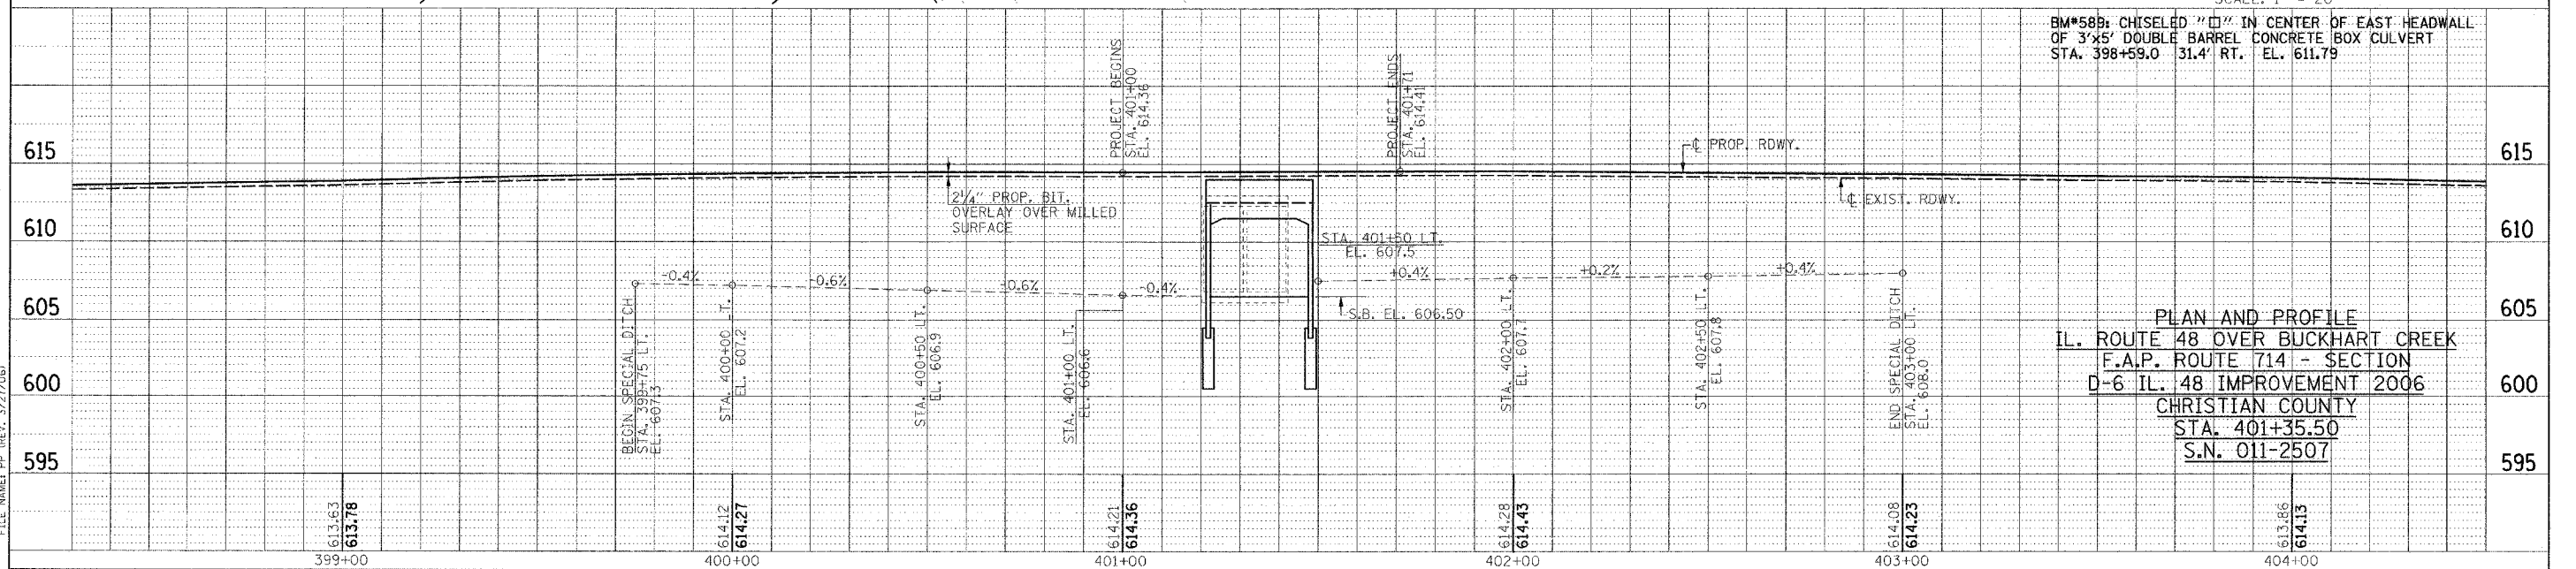 BM#589: CHISELED "□" IN CENTER OF EAST HEADWALL
OF 3'x5' DOUBLE BARREL CONCRETE BOX CULVERT
STA. 398+59.0 31.4' RT. EL. 611.79
PROJECT BEGINS
STA. 401+00
EL. 614.36
PROJECT ENDS
STA. 401+71
EL. 614.41
615
615
℄ PROP. RDWY.
2¼" PROP. BIT.
OVERLAY OVER MILLED
SURFACE
℄ EXIST. RDWY.
610
610
STA. 401+50 LT.
EL. 607.5
-0.4%
-0.6%
-0.6%
-0.4%
+0.4%
+0.2%
+0.4%
S.B. EL. 606.50
605
605
BEGIN SPECIAL DITCH
STA. 399+75 LT.
EL. 607.3
STA. 400+00 LT.
EL. 607.2
STA. 400+50 LT.
EL. 606.9
STA. 401+00 LT.
EL. 606.6
STA. 402+00 LT.
EL. 607.7
STA. 402+50 LT.
EL. 607.8
END SPECIAL DITCH
STA. 403+00 LT.
EL. 608.0
600
600
PLAN AND PROFILE
IL. ROUTE 48 OVER BUCKHART CREEK
F.A.P. ROUTE 714 - SECTION
D-6 IL. 48 IMPROVEMENT 2006
CHRISTIAN COUNTY
STA. 401+35.50
S.N. 011-2507
595
595
613.63
613.78
614.12
614.27
614.21
614.36
614.28
614.43
614.08
614.23
613.86
614.13
399+00
400+00
401+00
402+00
403+00
404+00